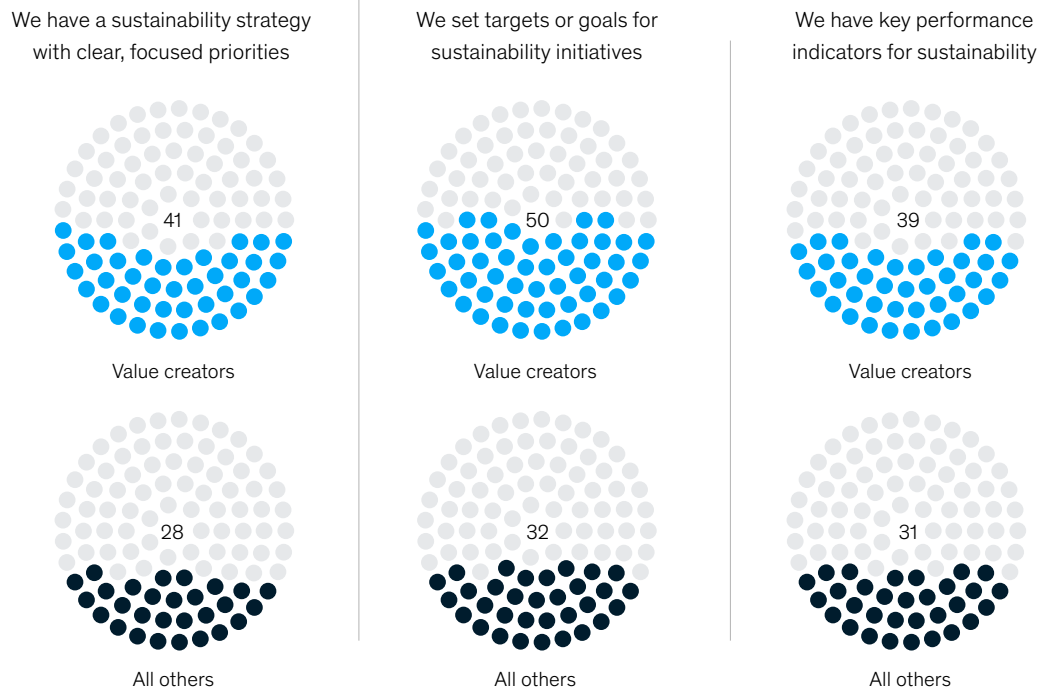 We have a sustainability strategy
with clear, focused priorities
We set targets or goals for
sustainability initiatives
We have key performance
indicators for sustainability
41
50
39
Value creators
Value creators
Value creators
28
32
31
All others
All others
All others